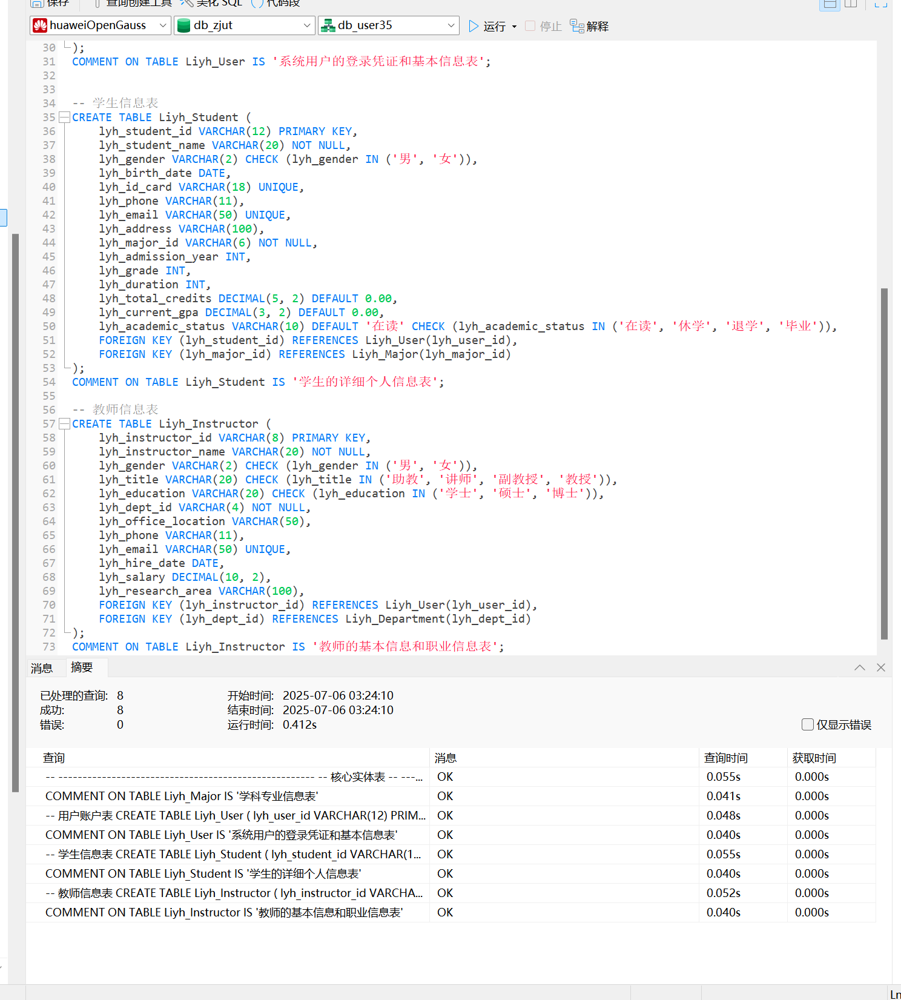 保存 查询创建工具 美化 SQL () 代码段
huaweiOpenGauss db_zjut db_user35 运行 停止 解释
30 );
31 COMMENT ON TABLE Liyh_User IS '系统用户的登录凭证和基本信息表';
32
33
34 -- 学生信息表
35 CREATE TABLE Liyh_Student (
36 lyh_student_id VARCHAR(12) PRIMARY KEY,
37 lyh_student_name VARCHAR(20) NOT NULL,
38 lyh_gender VARCHAR(2) CHECK (lyh_gender IN ('男', '女')),
39 lyh_birth_date DATE,
40 lyh_id_card VARCHAR(18) UNIQUE,
41 lyh_phone VARCHAR(11),
42 lyh_email VARCHAR(50) UNIQUE,
43 lyh_address VARCHAR(100),
44 lyh_major_id VARCHAR(6) NOT NULL,
45 lyh_admission_year INT,
46 lyh_grade INT,
47 lyh_duration INT,
48 lyh_total_credits DECIMAL(5, 2) DEFAULT 0.00,
49 lyh_current_gpa DECIMAL(3, 2) DEFAULT 0.00,
50 lyh_academic_status VARCHAR(10) DEFAULT '在读' CHECK (lyh_academic_status IN ('在读', '休学', '退学', '毕业')),
51 FOREIGN KEY (lyh_student_id) REFERENCES Liyh_User(lyh_user_id),
52 FOREIGN KEY (lyh_major_id) REFERENCES Liyh_Major(lyh_major_id)
53 );
54 COMMENT ON TABLE Liyh_Student IS '学生的详细个人信息表';
55
56 -- 教师信息表
57 CREATE TABLE Liyh_Instructor (
58 lyh_instructor_id VARCHAR(8) PRIMARY KEY,
59 lyh_instructor_name VARCHAR(20) NOT NULL,
60 lyh_gender VARCHAR(2) CHECK (lyh_gender IN ('男', '女')),
61 lyh_title VARCHAR(20) CHECK (lyh_title IN ('助教', '讲师', '副教授', '教授')),
62 lyh_education VARCHAR(20) CHECK (lyh_education IN ('学士', '硕士', '博士')),
63 lyh_dept_id VARCHAR(4) NOT NULL,
64 lyh_office_location VARCHAR(50),
65 lyh_phone VARCHAR(11),
66 lyh_email VARCHAR(50) UNIQUE,
67 lyh_hire_date DATE,
68 lyh_salary DECIMAL(10, 2),
69 lyh_research_area VARCHAR(100),
70 FOREIGN KEY (lyh_instructor_id) REFERENCES Liyh_User(lyh_user_id),
71 FOREIGN KEY (lyh_dept_id) REFERENCES Liyh_Department(lyh_dept_id)
72 );
73 COMMENT ON TABLE Liyh_Instructor IS '教师的基本信息和职业信息表';
消息 摘要
已处理的查询: 8 开始时间: 2025-07-06 03:24:10
成功: 8 结束时间: 2025-07-06 03:24:10
错误: 0 运行时间: 0.412s 仅显示错误
查询 消息 查询时间 获取时间
-- ----------------------------------------------------- -- 核心实体表 -- ---... OK 0.055s 0.000s
COMMENT ON TABLE Liyh_Major IS '学科专业信息表' OK 0.041s 0.000s
-- 用户账户表 CREATE TABLE Liyh_User ( lyh_user_id VARCHAR(12) PRIM... OK 0.048s 0.000s
COMMENT ON TABLE Liyh_User IS '系统用户的登录凭证和基本信息表' OK 0.040s 0.000s
-- 学生信息表 CREATE TABLE Liyh_Student ( lyh_student_id VARCHAR(1... OK 0.055s 0.000s
COMMENT ON TABLE Liyh_Student IS '学生的详细个人信息表' OK 0.040s 0.000s
-- 教师信息表 CREATE TABLE Liyh_Instructor ( lyh_instructor_id VARCHA... OK 0.052s 0.000s
COMMENT ON TABLE Liyh_Instructor IS '教师的基本信息和职业信息表' OK 0.040s 0.000s
Ln